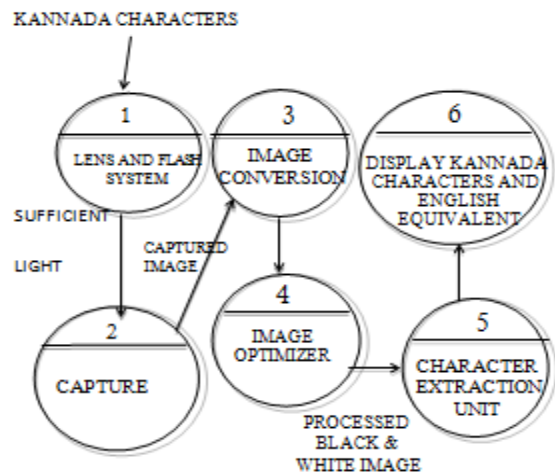 KANNADA CHARACTERS
1
LENS AND FLASH
SYSTEM
SUFFICIENT
LIGHT
2
CAPTURE
CAPTURED
IMAGE
3
IMAGE
CONVERSION
4
IMAGE
OPTIMIZER
PROCESSED
BLACK &
WHITE IMAGE
5
CHARACTER
EXTRACTION
UNIT
6
DISPLAY KANNADA
CHARACTERS AND
ENGLISH
EQUIVALENT